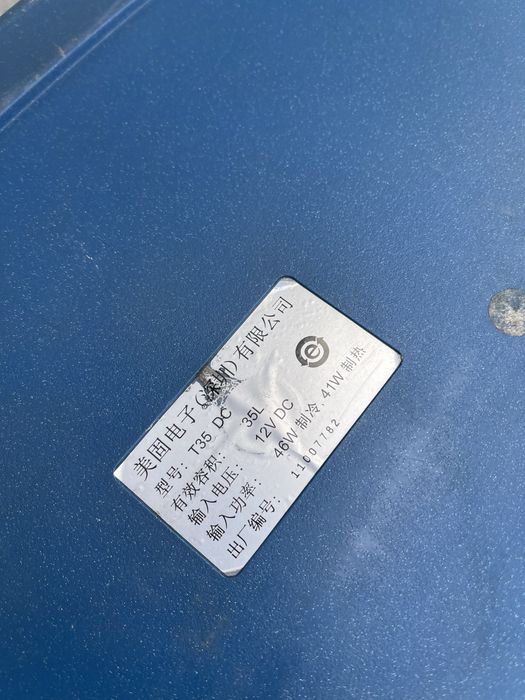 美固电子(深圳)有限公司
型号: T35 DC
有效容积: 35L
输入电压: 12V DC
输入功率: 46W 制冷, 41W 制热
出厂编号: 11007782
e